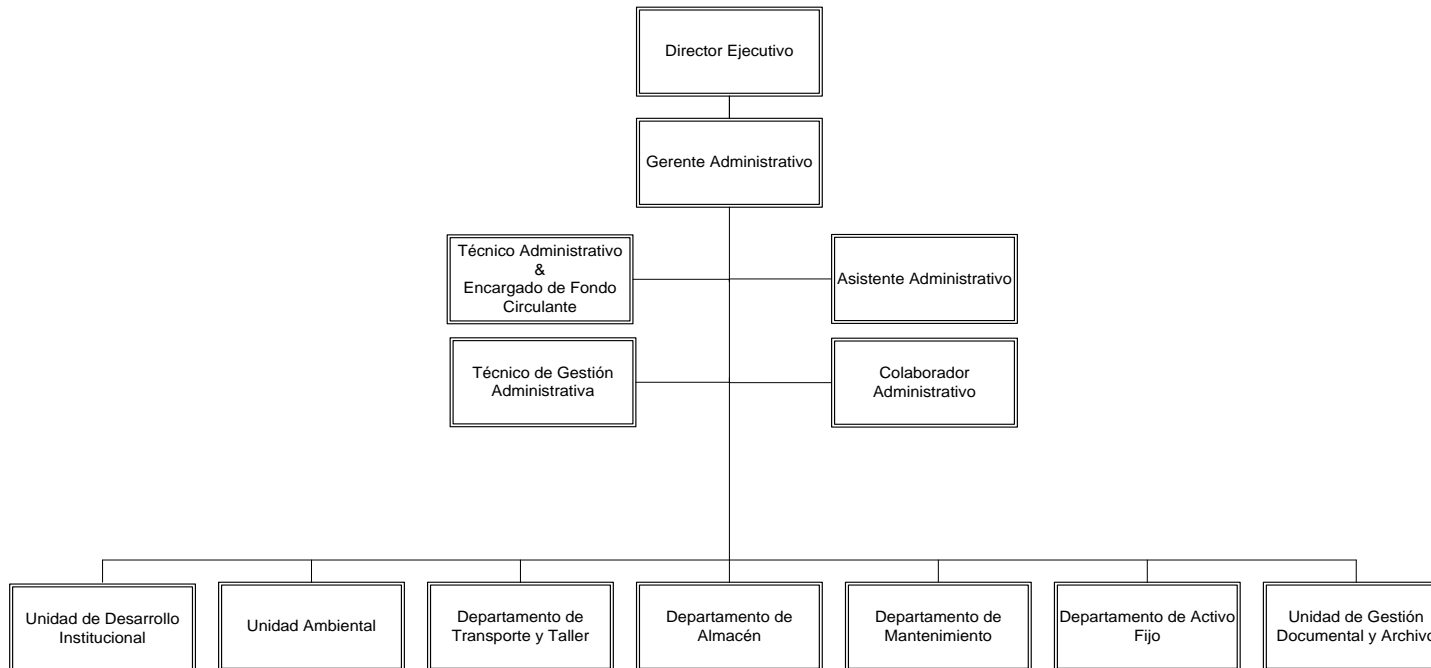 Director Ejecutivo
Gerente Administrativo
Técnico Administrativo
&
Encargado de Fondo
Circulante
Asistente Administrativo
Técnico de Gestión
Administrativa
Colaborador
Administrativo
Unidad de Desarrollo
Institucional
Unidad Ambiental
Departamento de
Transporte y Taller
Departamento de
Almacén
Departamento de
Mantenimiento
Departamento de Activo
Fijo
Unidad de Gestión
Documental y Archivo